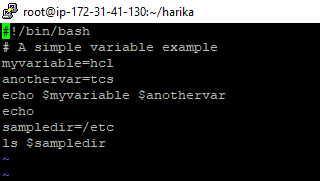 root@ip-172-31-41-130:~/harika
#!/bin/bash
# A simple variable example
myvariable=hcl
anothervar=tcs
echo $myvariable $anothervar
echo
sampledir=/etc
ls $sampledir
~
~